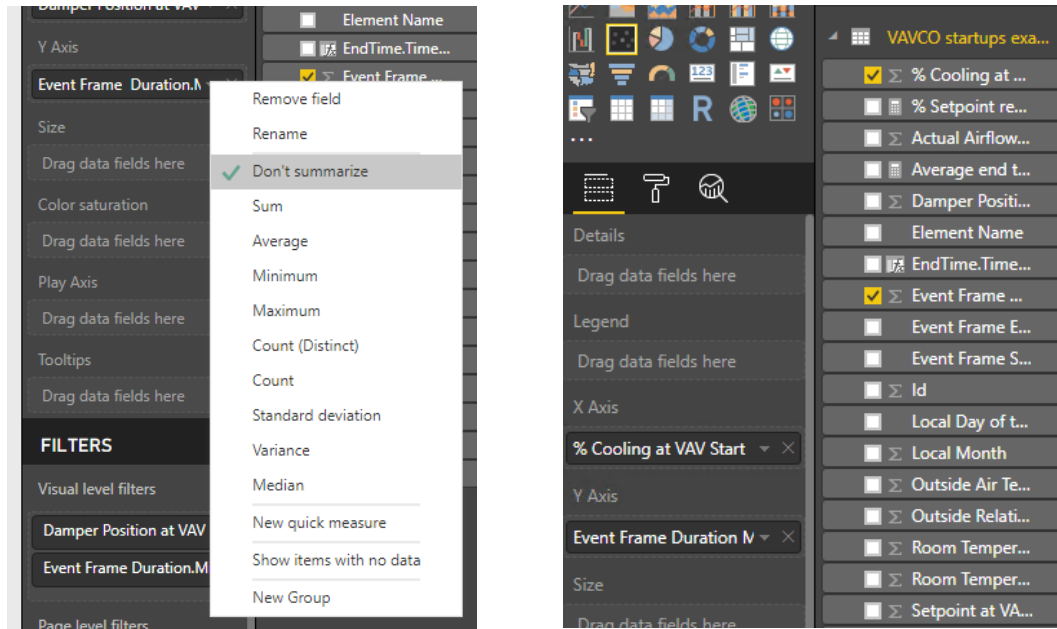 Damper Position at VAV
Y Axis
Event Frame Duration.M
Size
Drag data fields here
Color saturation
Drag data fields here
Play Axis
Drag data fields here
Tooltips
Drag data fields here
FILTERS
Visual level filters
Damper Position at VAV
Event Frame Duration.M
Page level filters
Element Name
EndTime.Time...
Event Frame ...
Remove field
Rename
Don't summarize
Sum
Average
Minimum
Maximum
Count (Distinct)
Count
Standard deviation
Variance
Median
New quick measure
Show items with no data
New Group
123
R
...
Details
Drag data fields here
Legend
Drag data fields here
X Axis
% Cooling at VAV Start
Y Axis
Event Frame Duration M
Size
Drag data fields here
VAVCO startups exa...
% Cooling at ...
% Setpoint re...
Actual Airflow...
Average end t...
Damper Positi...
Element Name
EndTime.Time...
Event Frame ...
Event Frame E...
Event Frame S...
Id
Local Day of t...
Local Month
Outside Air Te...
Outside Relati...
Room Temper...
Room Temper...
Setpoint at VA...